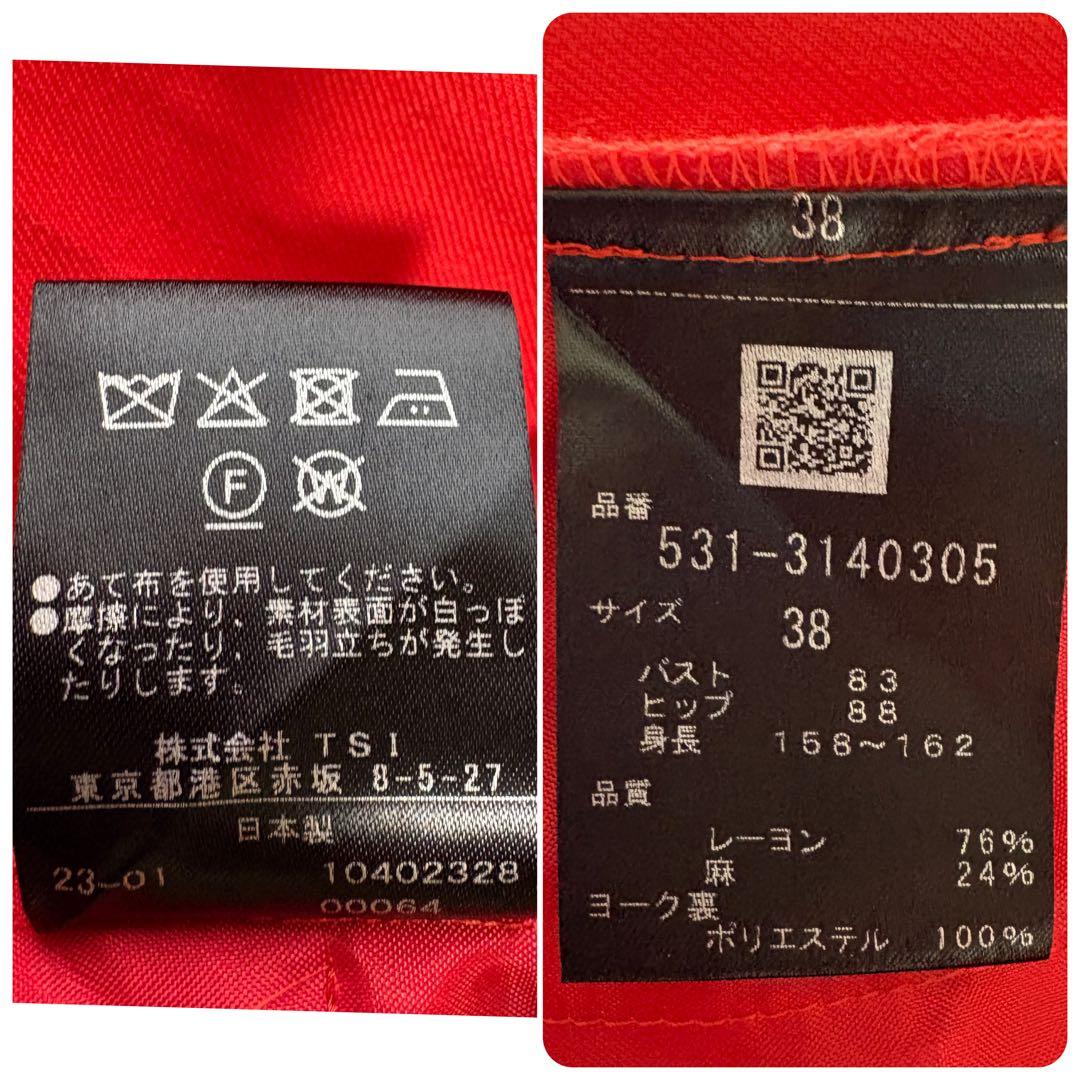 F W
●あて布を使用してください。
●摩擦により、素材表面が白っぽ
くなったり、毛羽立ちが発生し
たりします。
株式会社 TSI
東京都港区赤坂 8-5-27
日本製
23-01 10402328
00064
38
品番
531-3140305
サイズ
38
バスト 83
ヒップ 88
身長 158〜162
品質
レーヨン 76%
麻 24%
ヨーク裏
ポリエステル 100%